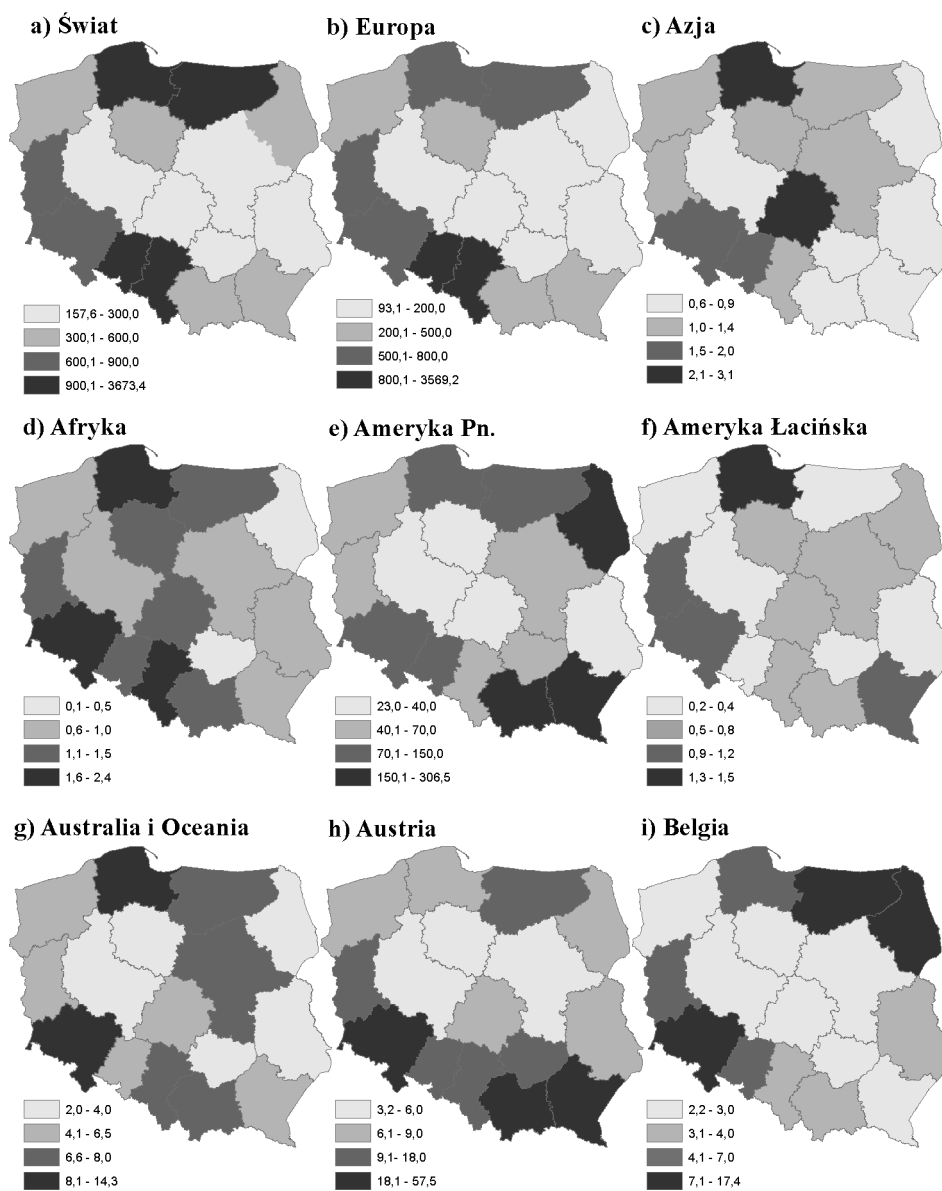 a) Świat
b) Europa
c) Azja
157,6 - 300,0
300,1 - 600,0
600,1 - 900,0
900,1 - 3673,4
93,1 - 200,0
200,1 - 500,0
500,1 - 800,0
800,1 - 3569,2
0,6 - 0,9
1,0 - 1,4
1,5 - 2,0
2,1 - 3,1
d) Afryka
e) Ameryka Pn.
f) Ameryka Łacińska
0,1 - 0,5
0,6 - 1,0
1,1 - 1,5
1,6 - 2,4
23,0 - 40,0
40,1 - 70,0
70,1 - 150,0
150,1 - 306,5
0,2 - 0,4
0,5 - 0,8
0,9 - 1,2
1,3 - 1,5
g) Australia i Oceania
h) Austria
i) Belgia
2,0 - 4,0
4,1 - 6,5
6,6 - 8,0
8,1 - 14,3
3,2 - 6,0
6,1 - 9,0
9,1 - 18,0
18,1 - 57,5
2,2 - 3,0
3,1 - 4,0
4,1 - 7,0
7,1 - 17,4